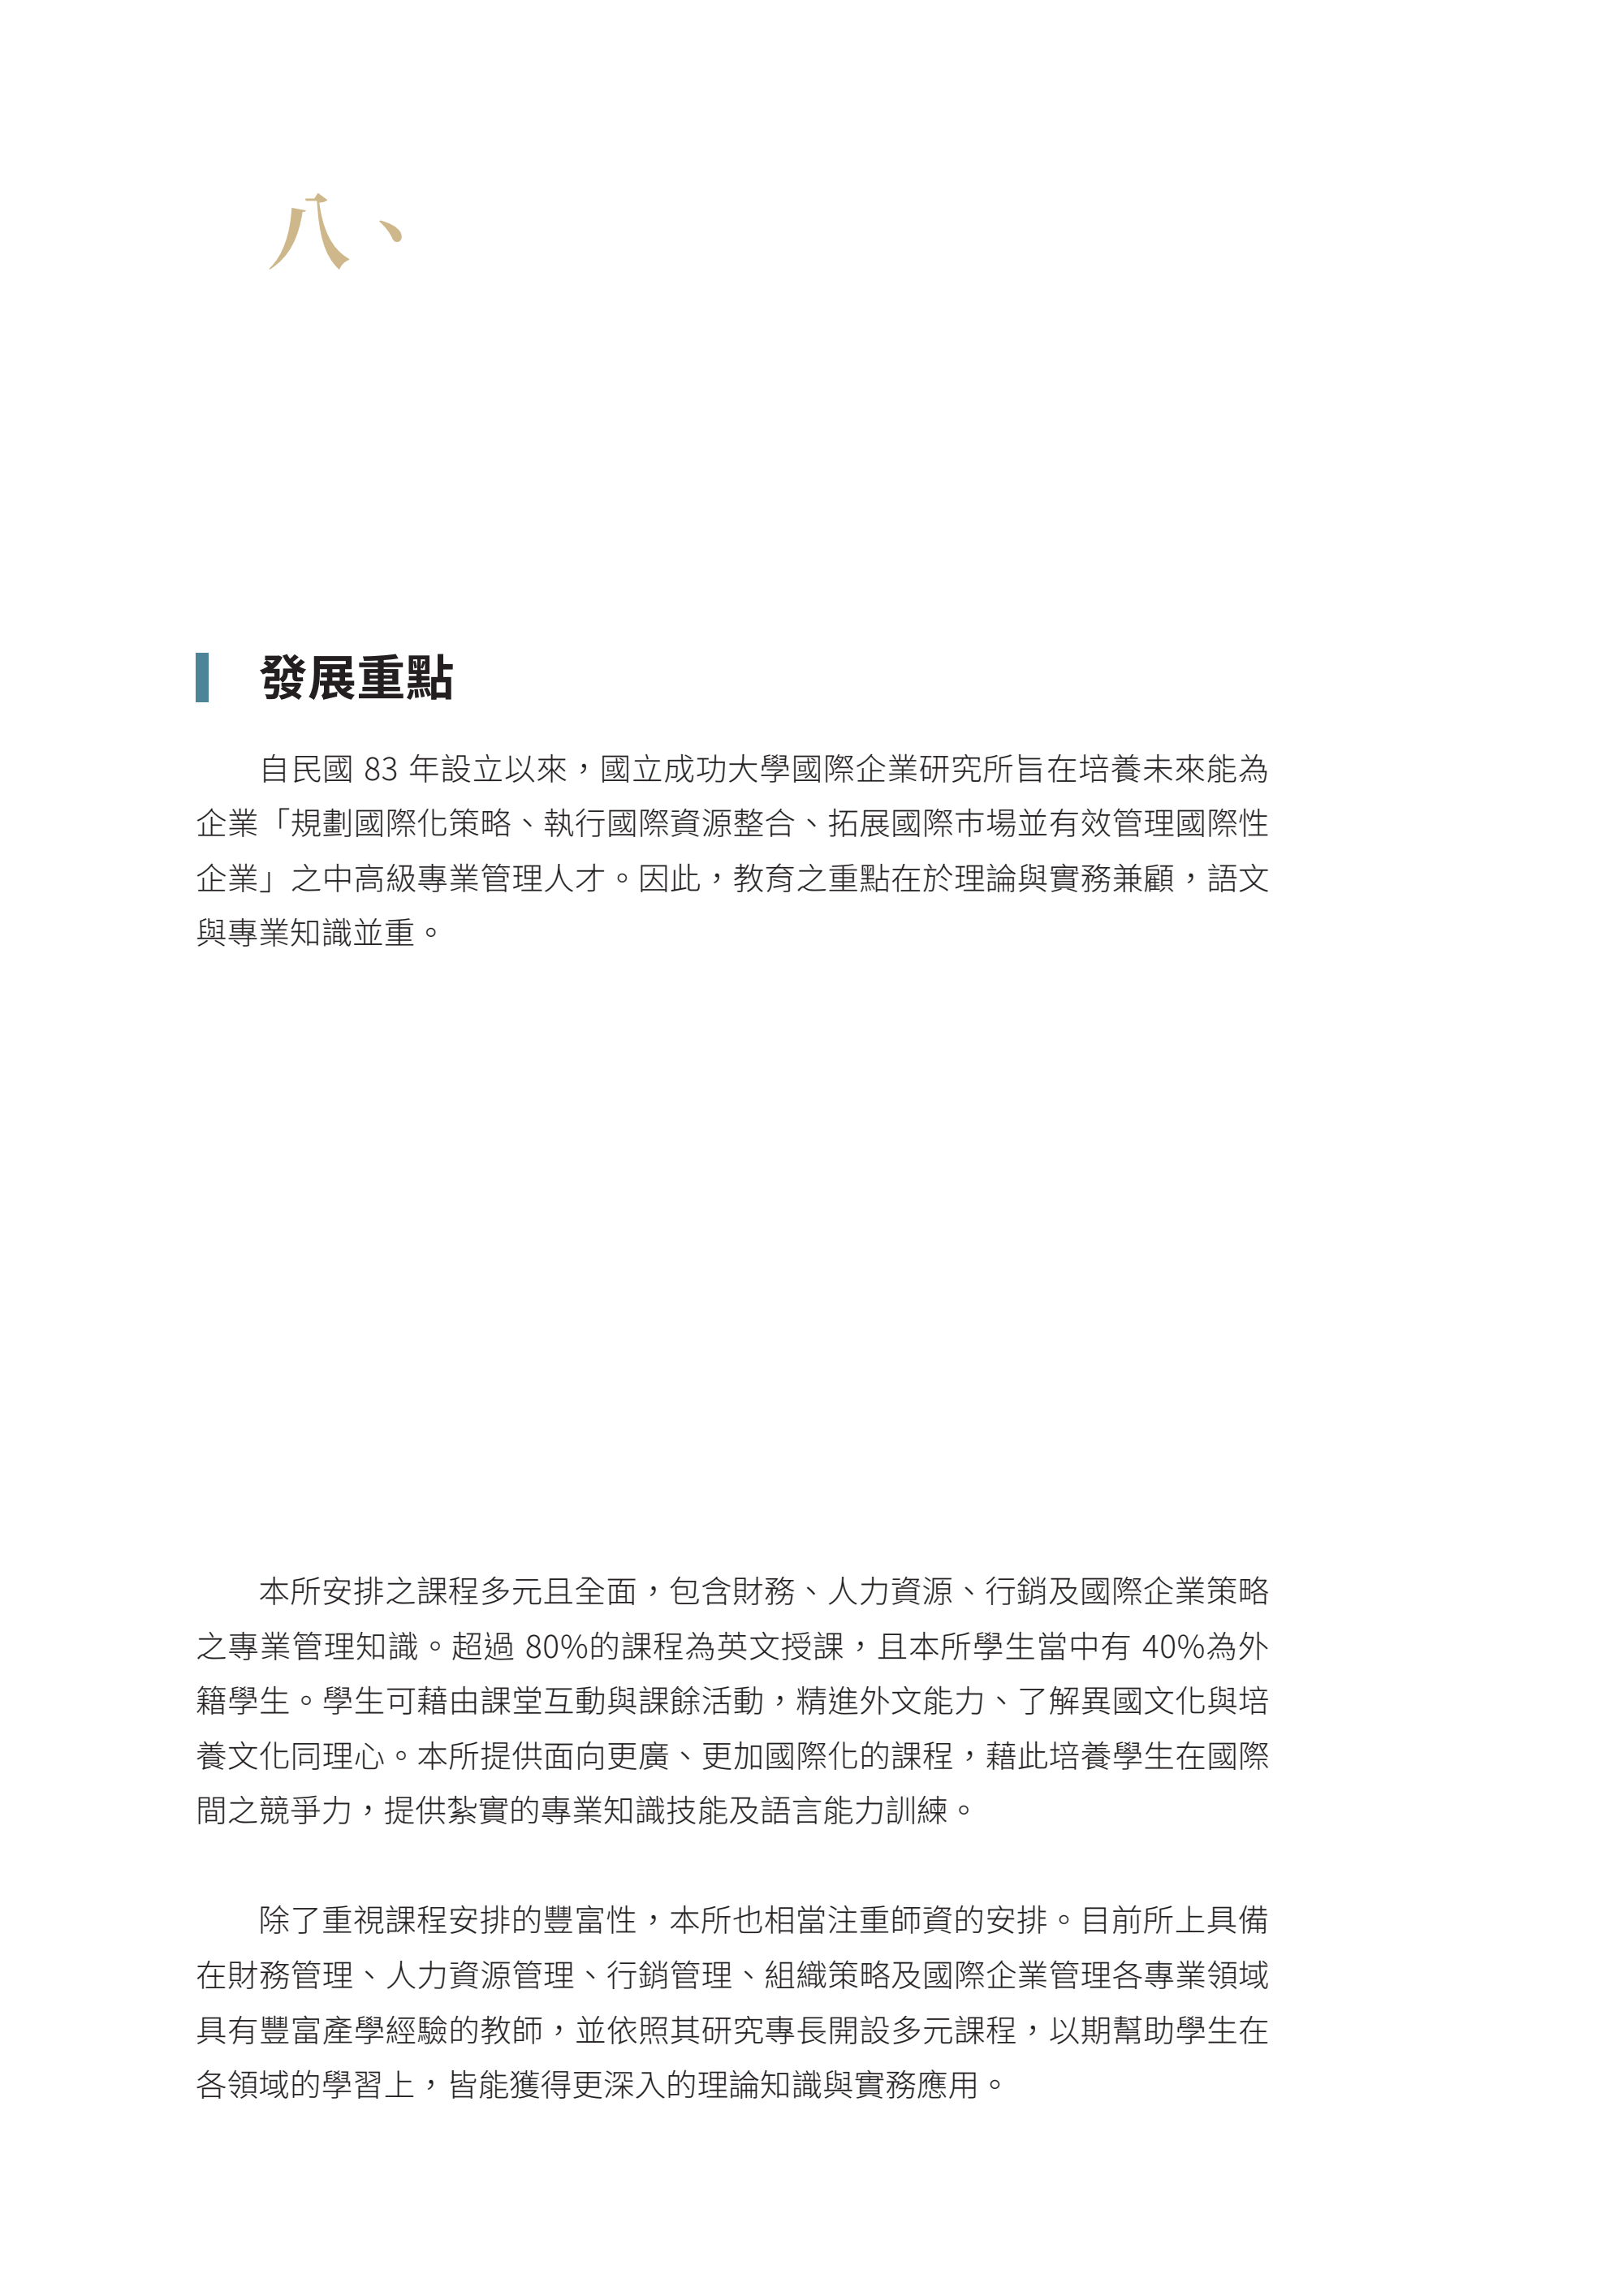 八、
發展重點
自民國 83 年設立以來，國立成功大學國際企業研究所旨在培養未來能為
企業「規劃國際化策略、執行國際資源整合、拓展國際市場並有效管理國際性
企業」之中高級專業管理人才。因此，教育之重點在於理論與實務兼顧，語文
與專業知識並重。
本所安排之課程多元且全面，包含財務、人力資源、行銷及國際企業策略
之專業管理知識。超過 80%的課程為英文授課，且本所學生當中有 40%為外
籍學生。學生可藉由課堂互動與課餘活動，精進外文能力、了解異國文化與培
養文化同理心。本所提供面向更廣、更加國際化的課程，藉此培養學生在國際
間之競爭力，提供紮實的專業知識技能及語言能力訓練。
除了重視課程安排的豐富性，本所也相當注重師資的安排。目前所上具備
在財務管理、人力資源管理、行銷管理、組織策略及國際企業管理各專業領域
具有豐富產學經驗的教師，並依照其研究專長開設多元課程，以期幫助學生在
各領域的學習上，皆能獲得更深入的理論知識與實務應用。